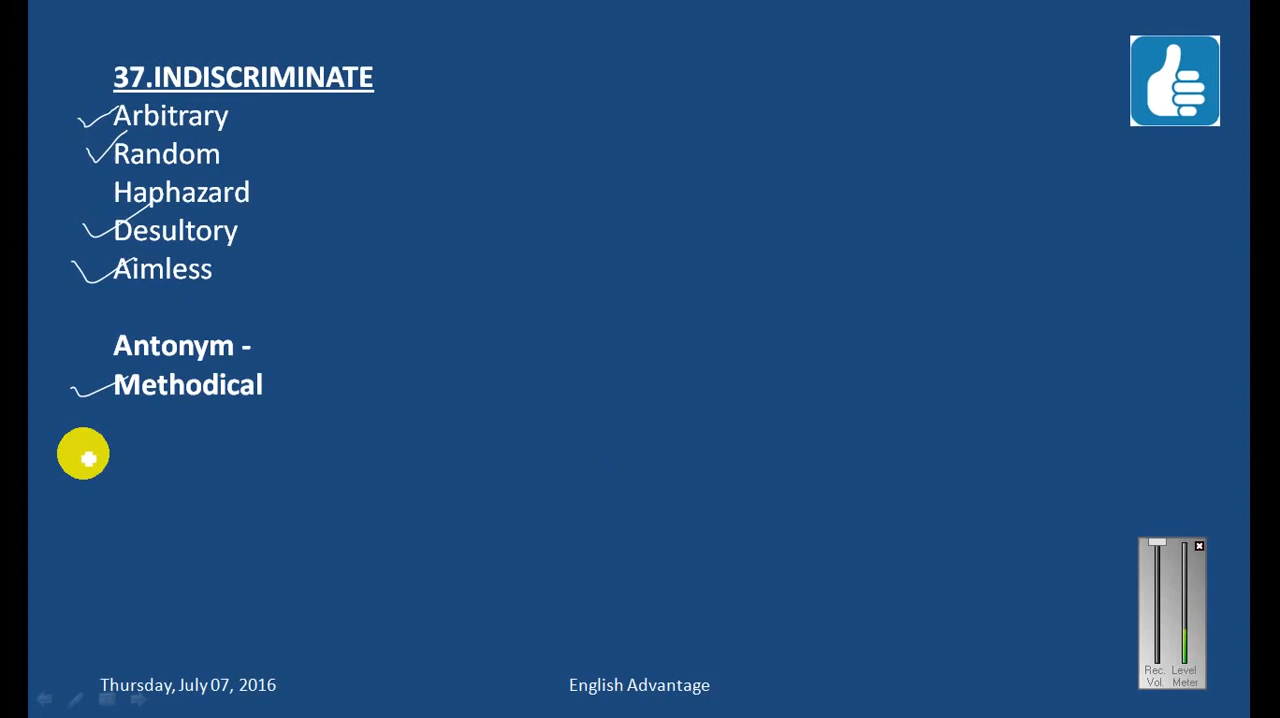 37.INDISCRIMINATE
Arbitrary
Random
Haphazard
Desultory
Aimless
Antonym -
Methodical
Thursday, July 07, 2016
English Advantage
Rec. Level
Vol. Meter